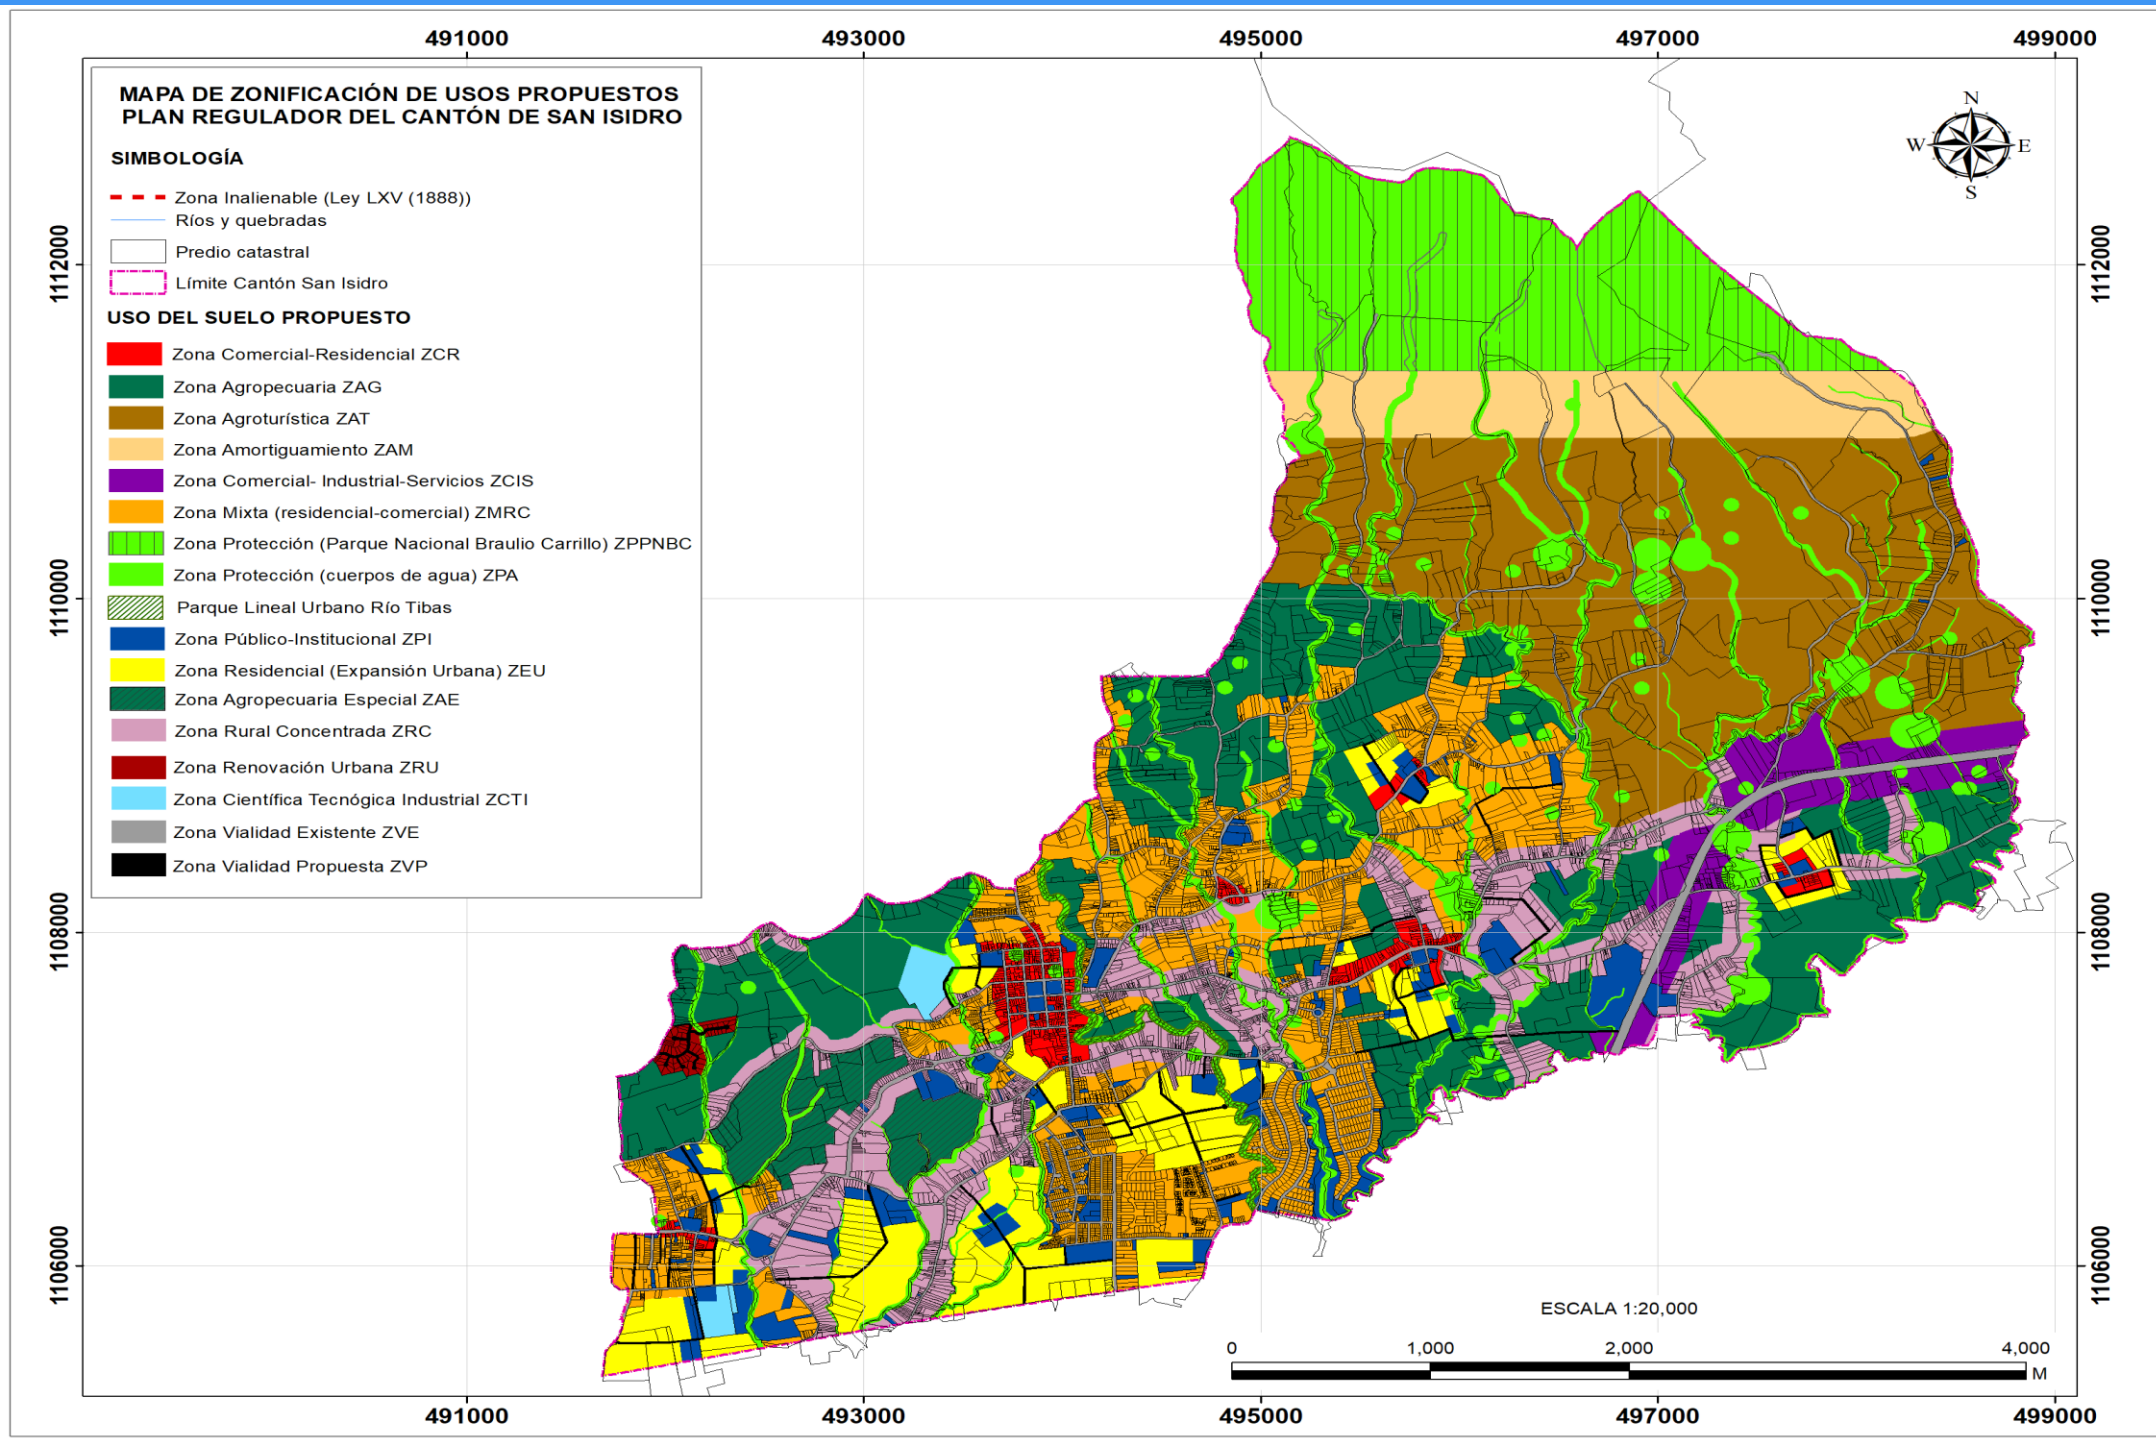 491000
493000
495000
497000
499000
MAPA DE ZONIFICACIÓN DE USOS PROPUESTOS
PLAN REGULADOR DEL CANTÓN DE SAN ISIDRO
SIMBOLOGÍA
Zona Inalienable (Ley LXV (1888))
Ríos y quebradas
Predio catastral
Límite Cantón San Isidro
USO DEL SUELO PROPUESTO
Zona Comercial-Residencial ZCR
Zona Agropecuaria ZAG
Zona Agroturística ZAT
Zona Amortiguamiento ZAM
Zona Comercial- Industrial-Servicios ZCIS
Zona Mixta (residencial-comercial) ZMRC
Zona Protección (Parque Nacional Braulio Carrillo) ZPPNBC
Zona Protección (cuerpos de agua) ZPA
Parque Lineal Urbano Río Tibas
Zona Público-Institucional ZPI
Zona Residencial (Expansión Urbana) ZEU
Zona Agropecuaria Especial ZAE
Zona Rural Concentrada ZRC
Zona Renovación Urbana ZRU
Zona Científica Tecnógica Industrial ZCTI
Zona Vialidad Existente ZVE
Zona Vialidad Propuesta ZVP
N
W
E
S
1112000
1110000
1108000
1106000
1112000
1110000
1108000
1106000
ESCALA 1:20,000
0
1,000
2,000
4,000
M
491000
493000
495000
497000
499000